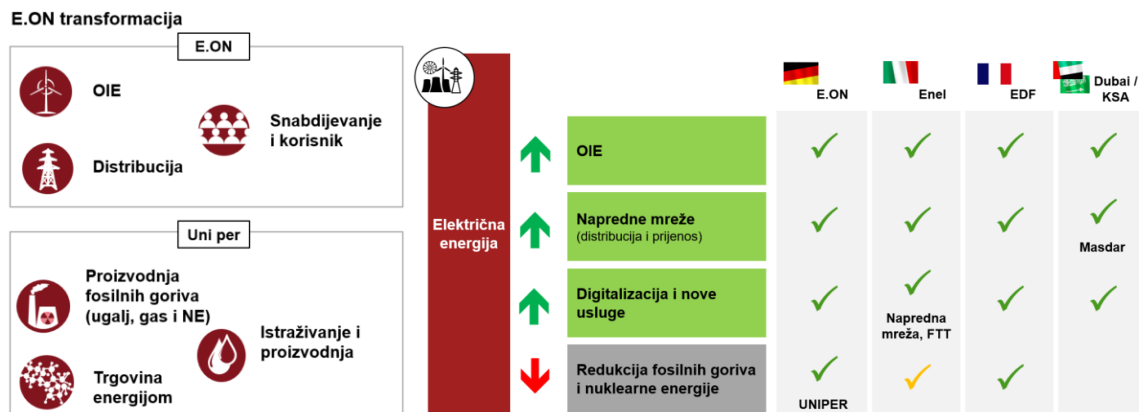 E.ON transformacija
E.ON
OIE
Snabdijevanje
i korisnik
Distribucija
Uni per
Proizvodnja
fosilnih goriva
(ugalj, gas i NE)
Istraživanje i
proizvodnja
Trgovina
energijom
Električna
energija
OIE
Napredne mreže
(distribucija i prijenos)
Digitalizacija i nove
usluge
Redukcija fosilnih goriva
i nuklearne energije
E.ON
Enel
EDF
Dubai /
KSA
Masdar
Napredna
mreža, FTT
UNIPER